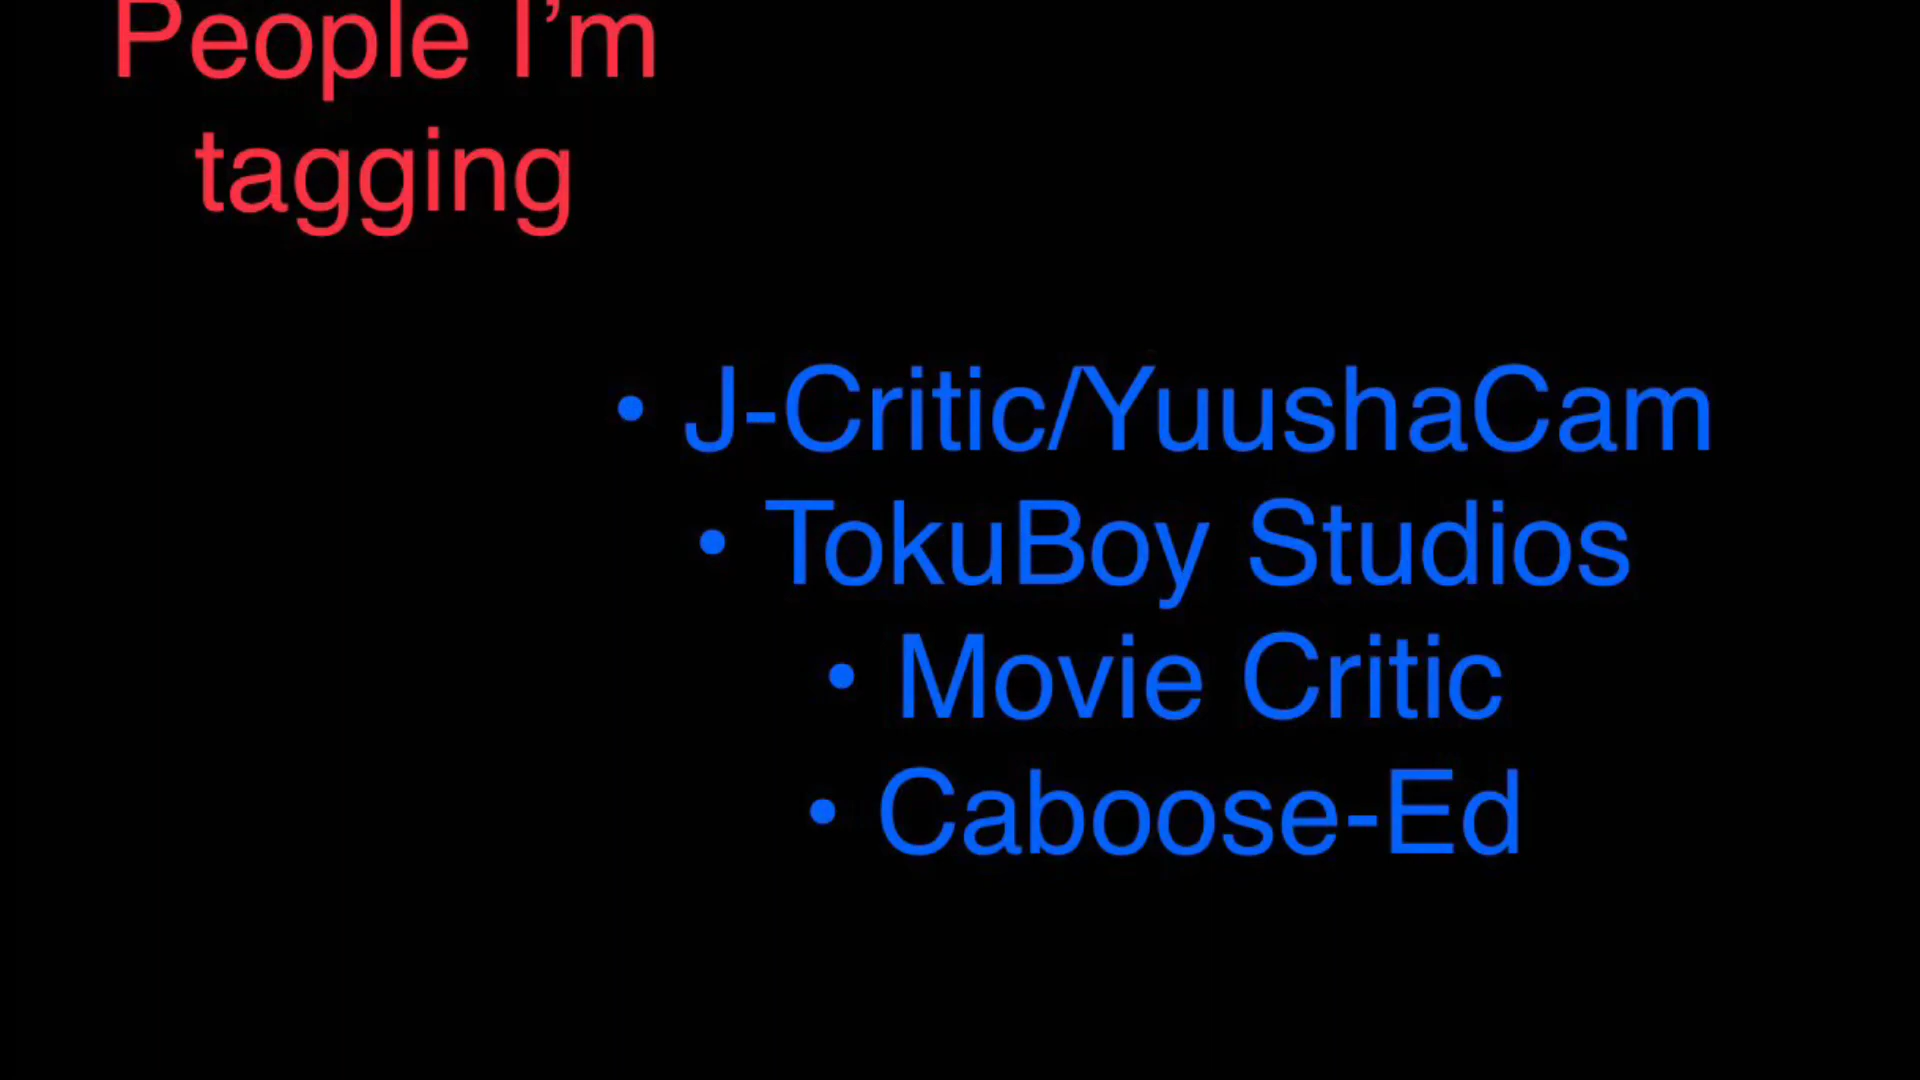 People I’m
tagging
• J-Critic/YuushaCam
• TokuBoy Studios
• Movie Critic
• Caboose-Ed